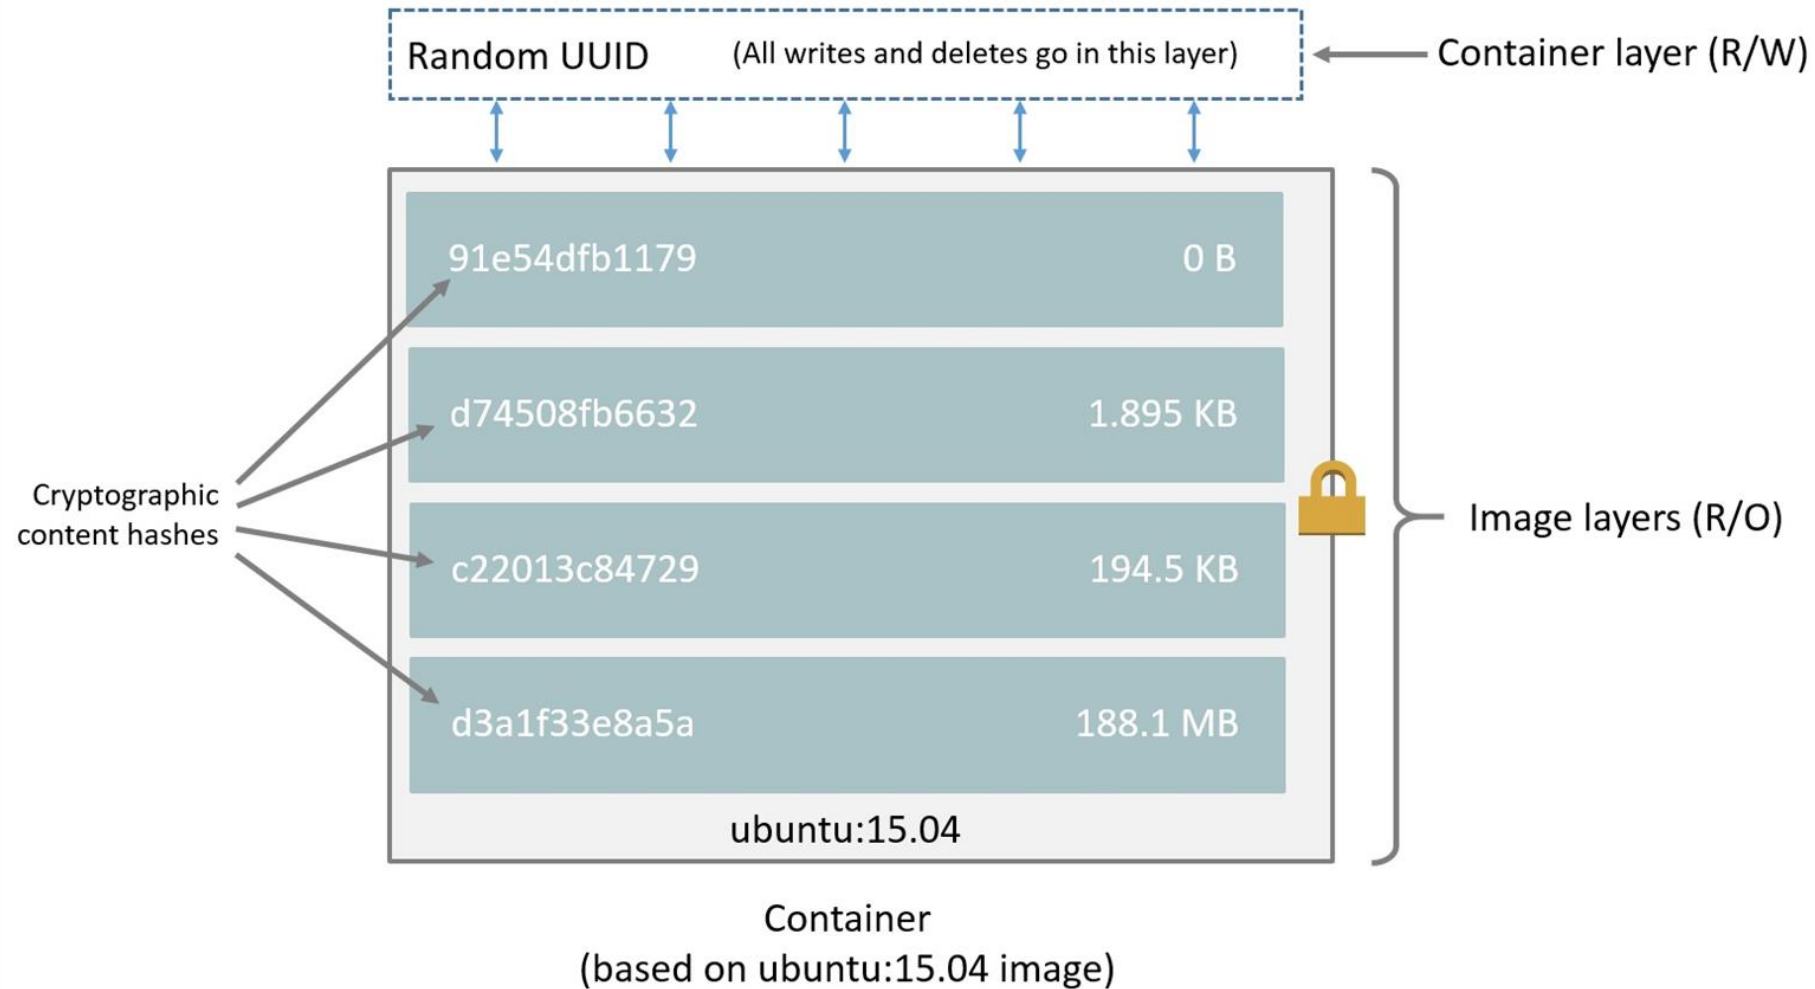 Random UUID (All writes and deletes go in this layer)
Container layer (R/W)
91e54dfb1179 0 B
d74508fb6632 1.895 KB
c22013c84729 194.5 KB
d3a1f33e8a5a 188.1 MB
ubuntu:15.04
Cryptographic
content hashes
Image layers (R/O)
Container
(based on ubuntu:15.04 image)